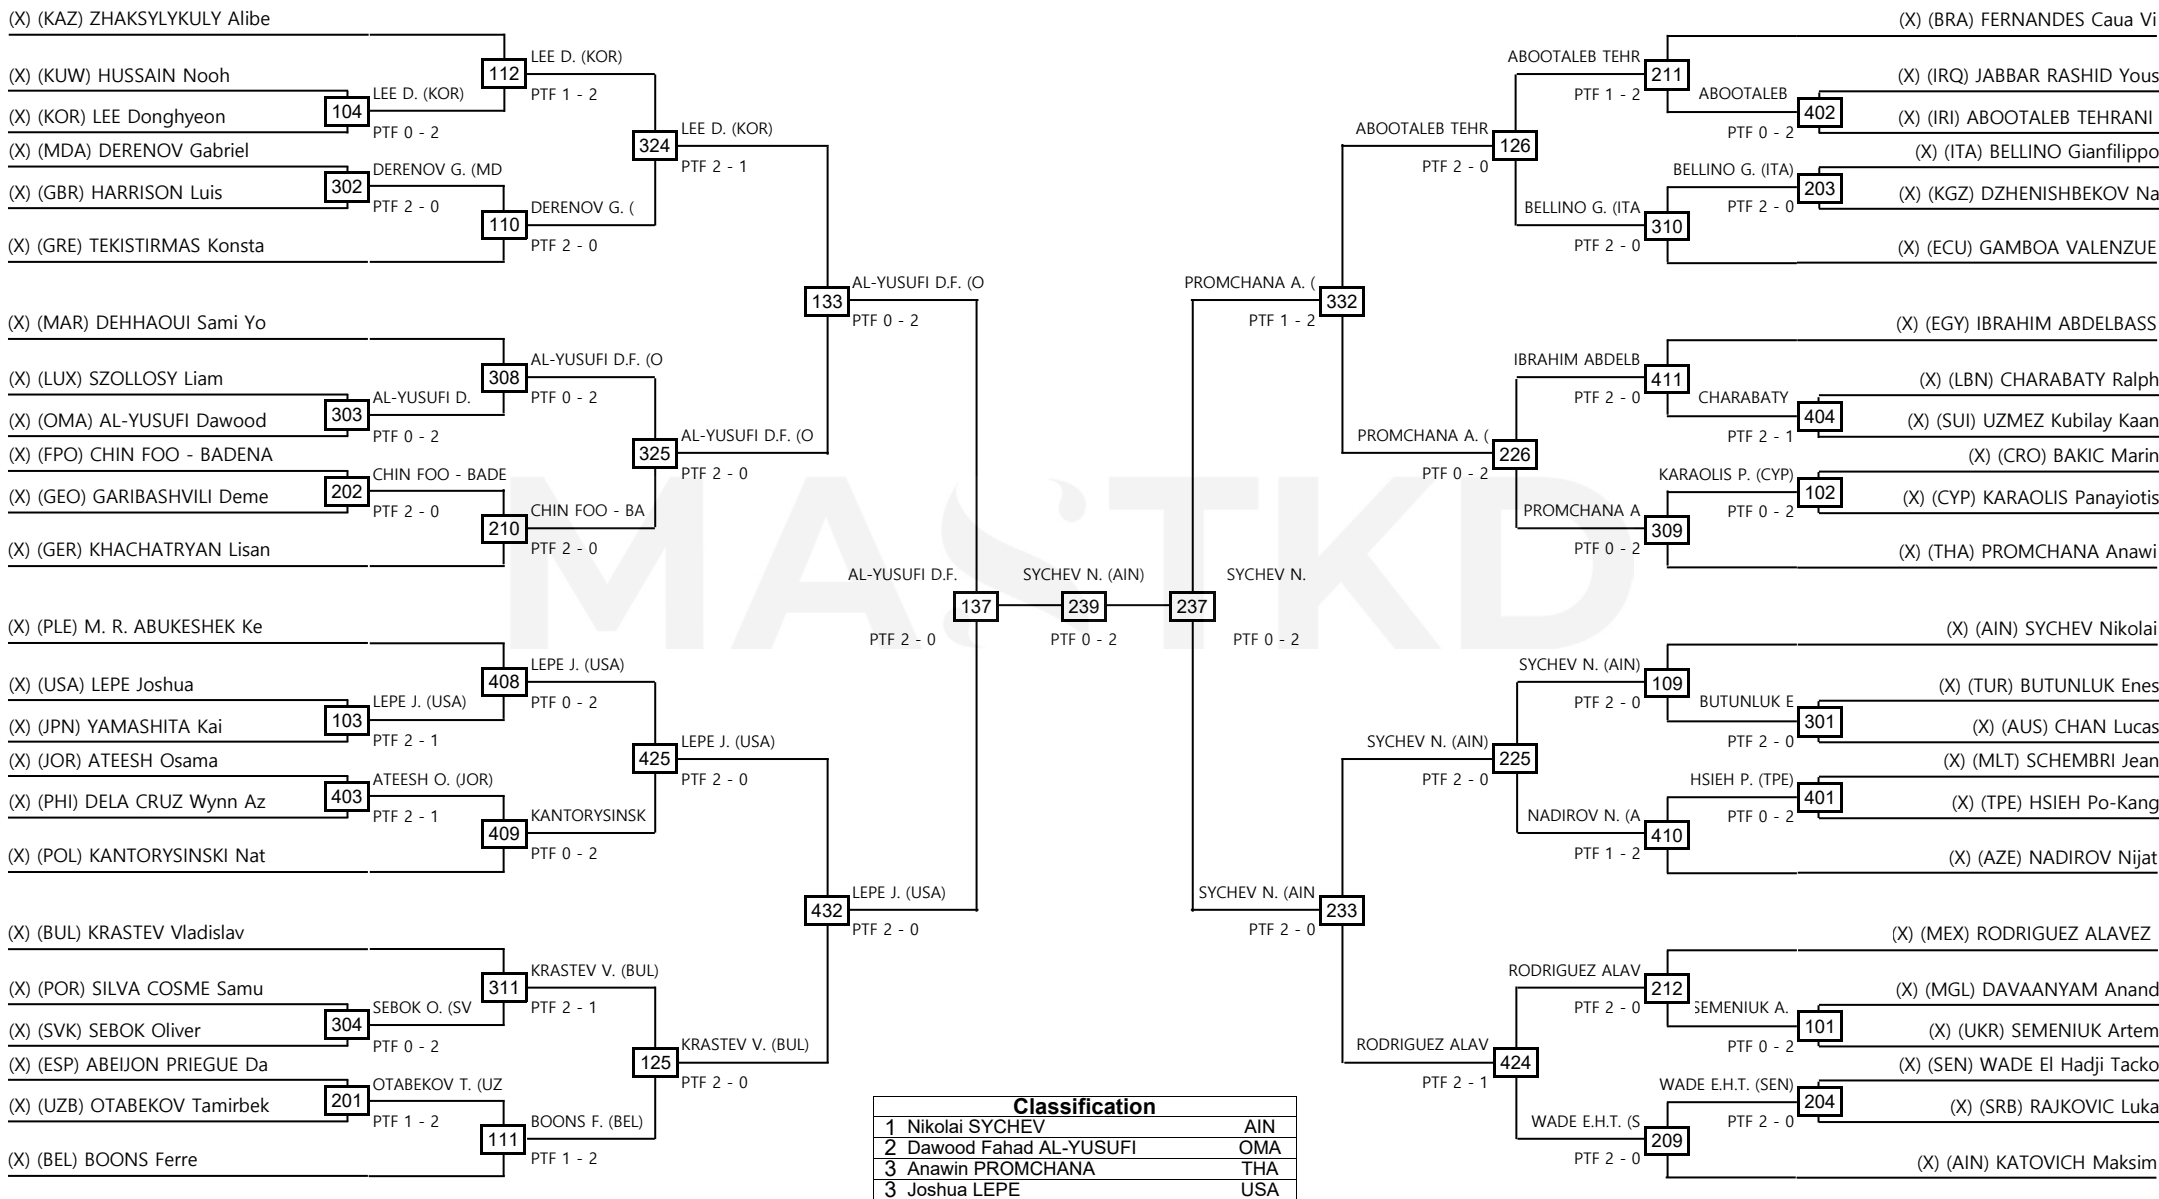 (X) (KAZ) ZHAKSYLYKULY Alibe
(X) (KUW) HUSSAIN Nooh
(X) (KOR) LEE Donghyeon
(X) (MDA) DERENOV Gabriel
(X) (GBR) HARRISON Luis
(X) (GRE) TEKISTIRMAS Konsta
(X) (MAR) DEHHAOUI Sami Yo
(X) (LUX) SZOLLOSY Liam
(X) (OMA) AL-YUSUFI Dawood
(X) (FPO) CHIN FOO - BADENA
(X) (GEO) GARIBASHVILI Deme
(X) (GER) KHACHATRYAN Lisan
(X) (PLE) M. R. ABUKESHEK Ke
(X) (USA) LEPE Joshua
(X) (JPN) YAMASHITA Kai
(X) (JOR) ATEESH Osama
(X) (PHI) DELA CRUZ Wynn Az
(X) (POL) KANTORYSINSKI Nat
(X) (BUL) KRASTEV Vladislav
(X) (POR) SILVA COSME Samu
(X) (SVK) SEBOK Oliver
(X) (ESP) ABEIJON PRIEGUE Da
(X) (UZB) OTABEKOV Tamirbek
(X) (BEL) BOONS Ferre
104
LEE D. (KOR)
PTF 0 - 2
302
DERENOV G. (MD
PTF 2 - 0
303
AL-YUSUFI D.
PTF 0 - 2
202
CHIN FOO - BADE
PTF 2 - 0
103
LEPE J. (USA)
PTF 2 - 1
403
ATEESH O. (JOR)
PTF 2 - 1
304
SEBOK O. (SV
PTF 0 - 2
201
OTABEKOV T. (UZ
PTF 1 - 2
112
LEE D. (KOR)
PTF 1 - 2
110
DERENOV G. (
PTF 2 - 0
308
AL-YUSUFI D.F. (O
PTF 0 - 2
210
CHIN FOO - BA
PTF 2 - 0
408
LEPE J. (USA)
PTF 0 - 2
409
KANTORYSINSK
PTF 0 - 2
311
KRASTEV V. (BUL)
PTF 2 - 1
111
BOONS F. (BEL)
PTF 1 - 2
324
LEE D. (KOR)
PTF 2 - 1
325
AL-YUSUFI D.F. (O
PTF 2 - 0
425
LEPE J. (USA)
PTF 2 - 0
125
KRASTEV V. (BUL)
PTF 2 - 0
133
AL-YUSUFI D.F. (O
PTF 0 - 2
432
LEPE J. (USA)
PTF 2 - 0
MASTKD
AL-YUSUFI D.F.
137
PTF 2 - 0
SYCHEV N. (AIN)
239
PTF 0 - 2
SYCHEV N.
237
PTF 0 - 2
PROMCHANA A. (
332
PTF 1 - 2
SYCHEV N. (AIN
233
PTF 2 - 0
ABOOTALEB TEHR
126
PTF 2 - 0
PROMCHANA A. (
226
PTF 0 - 2
SYCHEV N. (AIN)
225
PTF 2 - 0
RODRIGUEZ ALAV
424
PTF 2 - 1
ABOOTALEB TEHR
211
PTF 1 - 2
BELLINO G. (ITA
310
PTF 2 - 0
IBRAHIM ABDELB
411
PTF 2 - 0
PROMCHANA A
309
PTF 0 - 2
SYCHEV N. (AIN)
109
PTF 2 - 0
NADIROV N. (A
410
PTF 1 - 2
RODRIGUEZ ALAV
212
PTF 2 - 0
WADE E.H.T. (S
209
PTF 2 - 0
ABOOTALEB
402
PTF 0 - 2
BELLINO G. (ITA)
203
PTF 2 - 0
CHARABATY
404
PTF 2 - 1
KARAOLIS P. (CYP)
102
PTF 0 - 2
BUTUNLUK E
301
PTF 2 - 0
HSIEH P. (TPE)
401
PTF 0 - 2
SEMENIUK A.
101
PTF 0 - 2
WADE E.H.T. (SEN)
204
PTF 2 - 0
(X) (BRA) FERNANDES Caua Vi
(X) (IRQ) JABBAR RASHID Yous
(X) (IRI) ABOOTALEB TEHRANI
(X) (ITA) BELLINO Gianfilippo
(X) (KGZ) DZHENISHBEKOV Na
(X) (ECU) GAMBOA VALENZUE
(X) (EGY) IBRAHIM ABDELBASS
(X) (LBN) CHARABATY Ralph
(X) (SUI) UZMEZ Kubilay Kaan
(X) (CRO) BAKIC Marin
(X) (CYP) KARAOLIS Panayiotis
(X) (THA) PROMCHANA Anawi
(X) (AIN) SYCHEV Nikolai
(X) (TUR) BUTUNLUK Enes
(X) (AUS) CHAN Lucas
(X) (MLT) SCHEMBRI Jean
(X) (TPE) HSIEH Po-Kang
(X) (AZE) NADIROV Nijat
(X) (MEX) RODRIGUEZ ALAVEZ
(X) (MGL) DAVAANYAM Anand
(X) (UKR) SEMENIUK Artem
(X) (SEN) WADE El Hadji Tacko
(X) (SRB) RAJKOVIC Luka
(X) (AIN) KATOVICH Maksim
Classification
1 Nikolai SYCHEV AIN
2 Dawood Fahad AL-YUSUFI OMA
3 Anawin PROMCHANA THA
3 Joshua LEPE USA